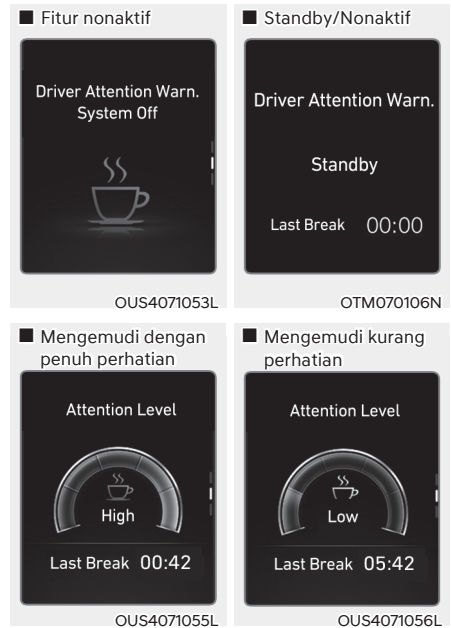 ■ Fitur nonaktif
Driver Attention Warn.
System Off
OUS4071053L
■ Standby/Nonaktif
Driver Attention Warn.
Standby
Last Break 00:00
OTM070106N
■ Mengemudi dengan
penuh perhatian
Attention Level
High
Last Break 00:42
OUS4071055L
■ Mengemudi kurang
perhatian
Attention Level
Low
Last Break 05:42
OUS4071056L